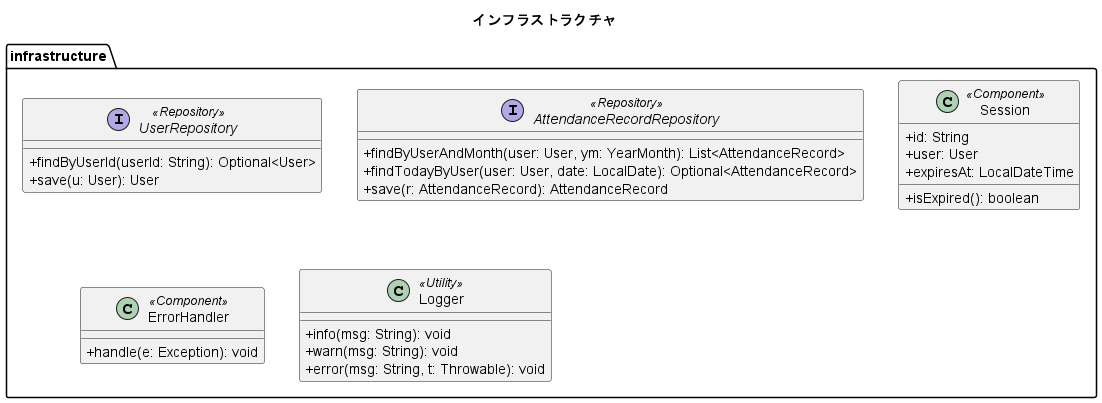 インフラストラクチャ
infrastructure
I
«Repository»
UserRepository
+findByUserId(userId: String): Optional<User>
+save(u: User): User
I
«Repository»
AttendanceRecordRepository
+findByUserAndMonth(user: User, ym: YearMonth): List<AttendanceRecord>
+findTodayByUser(user: User, date: LocalDate): Optional<AttendanceRecord>
+save(r: AttendanceRecord): AttendanceRecord
C
«Component»
Session
+id: String
+user: User
+expiresAt: LocalDateTime
+isExpired(): boolean
C
«Component»
ErrorHandler
+handle(e: Exception): void
C
«Utility»
Logger
+info(msg: String): void
+warn(msg: String): void
+error(msg: String, t: Throwable): void